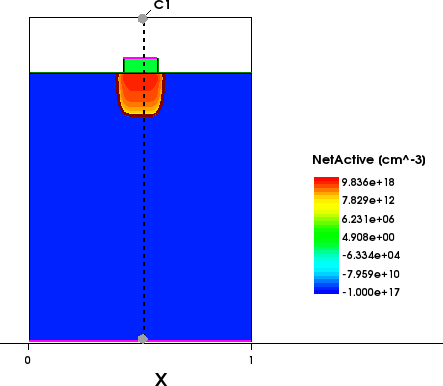 C1
NetActive (cm^-3)
9.836e+18
7.829e+12
6.231e+06
4.908e+00
-6.334e+04
-7.959e+10
-1.000e+17
0
1
X